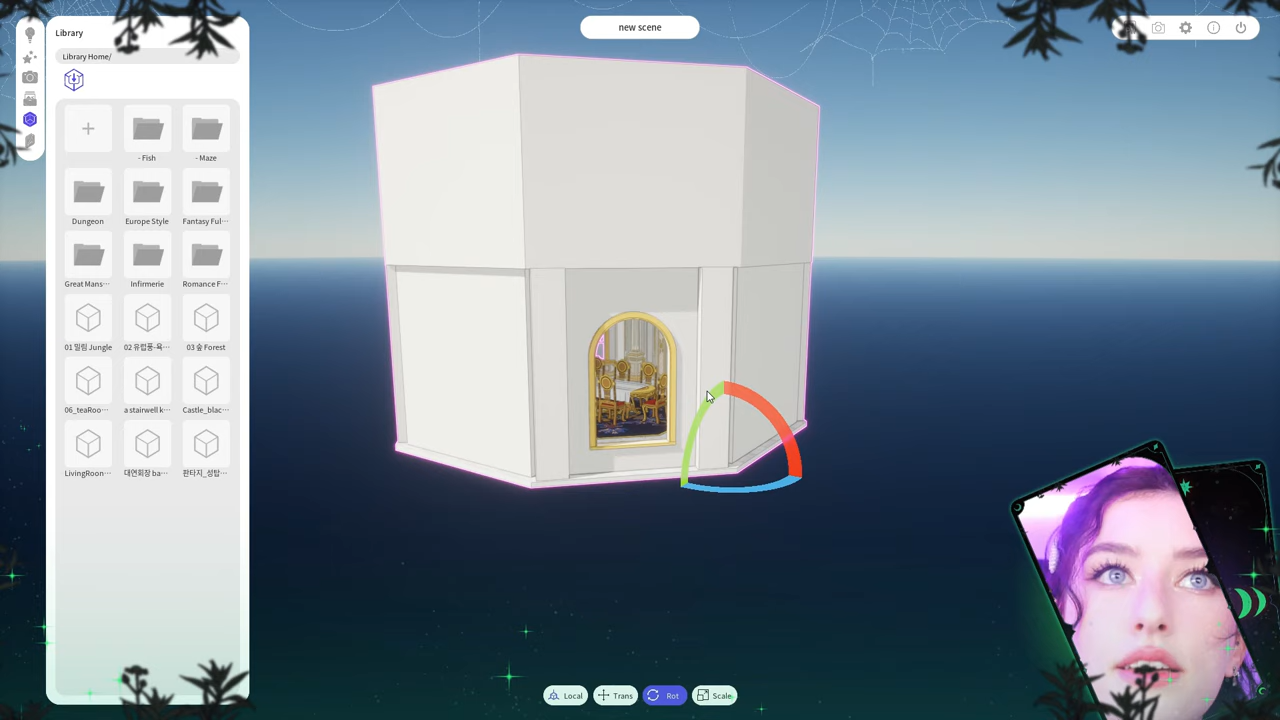 Library
new scene
Library Home/
- Fish
- Maze
Dungeon
Europe Style
Fantasy Ful...
Great Mans...
Infirmerie
Romance F...
01 밀림 Jungle
02 유럽풍-욕...
03 숲 Forest
06_teaRoo...
a stairwell k...
Castle_blac...
LivingRoon...
대연회장 ba...
판타지_성탑...
Local
Trans
Rot
Scale